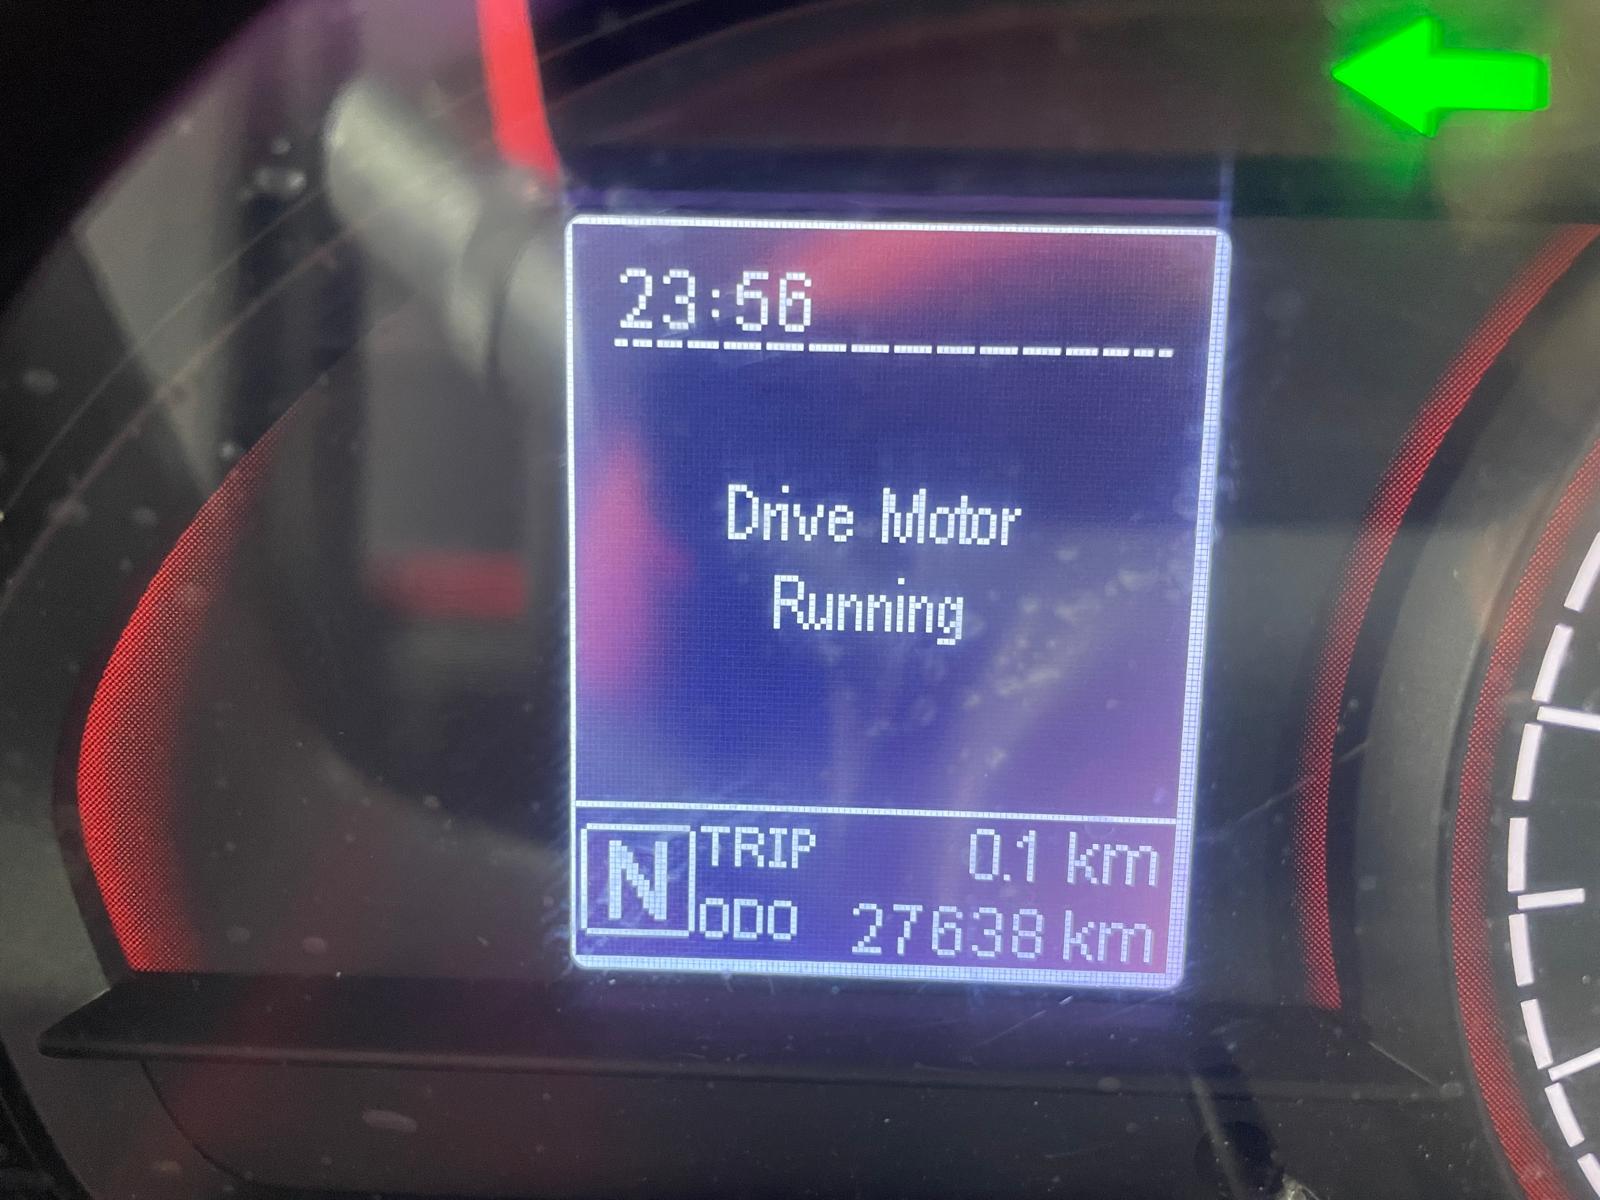 23:56
Drive Motor
Running
N
TRIP 0.1 km
ODO 27638 km